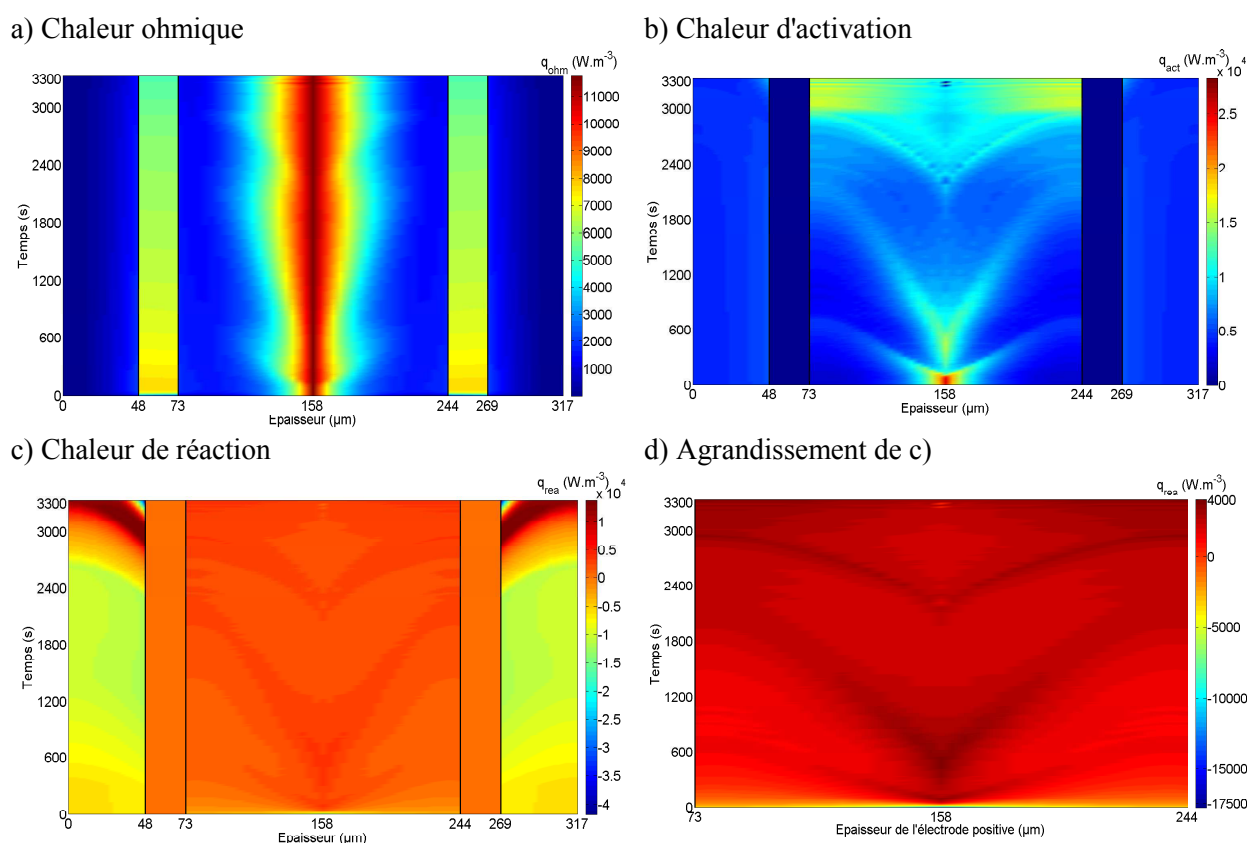 a) Chaleur ohmique
q_ohm (W.m⁻³)
3300
3000
2400
1800
1200
600
0
Temps (s)
0 48 73 158 244 269 317
Epaisseur (µm)
11000
10000
9000
8000
7000
6000
5000
4000
3000
2000
1000
b) Chaleur d'activation
q_act (W.m⁻³)
x 10⁴
3300
3000
2400
1800
1200
600
0
Temps (s)
0 48 73 158 244 269 317
Epaisseur (µm)
2.5
2
1.5
1
0.5
0
c) Chaleur de réaction
q_rea (W.m⁻³)
x 10⁴
3300
3000
2400
1800
1200
600
0
Temps (s)
0 48 73 158 244 269 317
Epaisseur (µm)
1
0.5
0
-0.5
-1
-1.5
-2
-2.5
-3
-3.5
-4
d) Agrandissement de c)
q_rea (W.m⁻³)
3300
3000
2400
1800
1200
600
0
Temps (s)
73 158 244
Epaisseur de l'électrode positive (µm)
4000
0
-5000
-10000
-15000
-17500